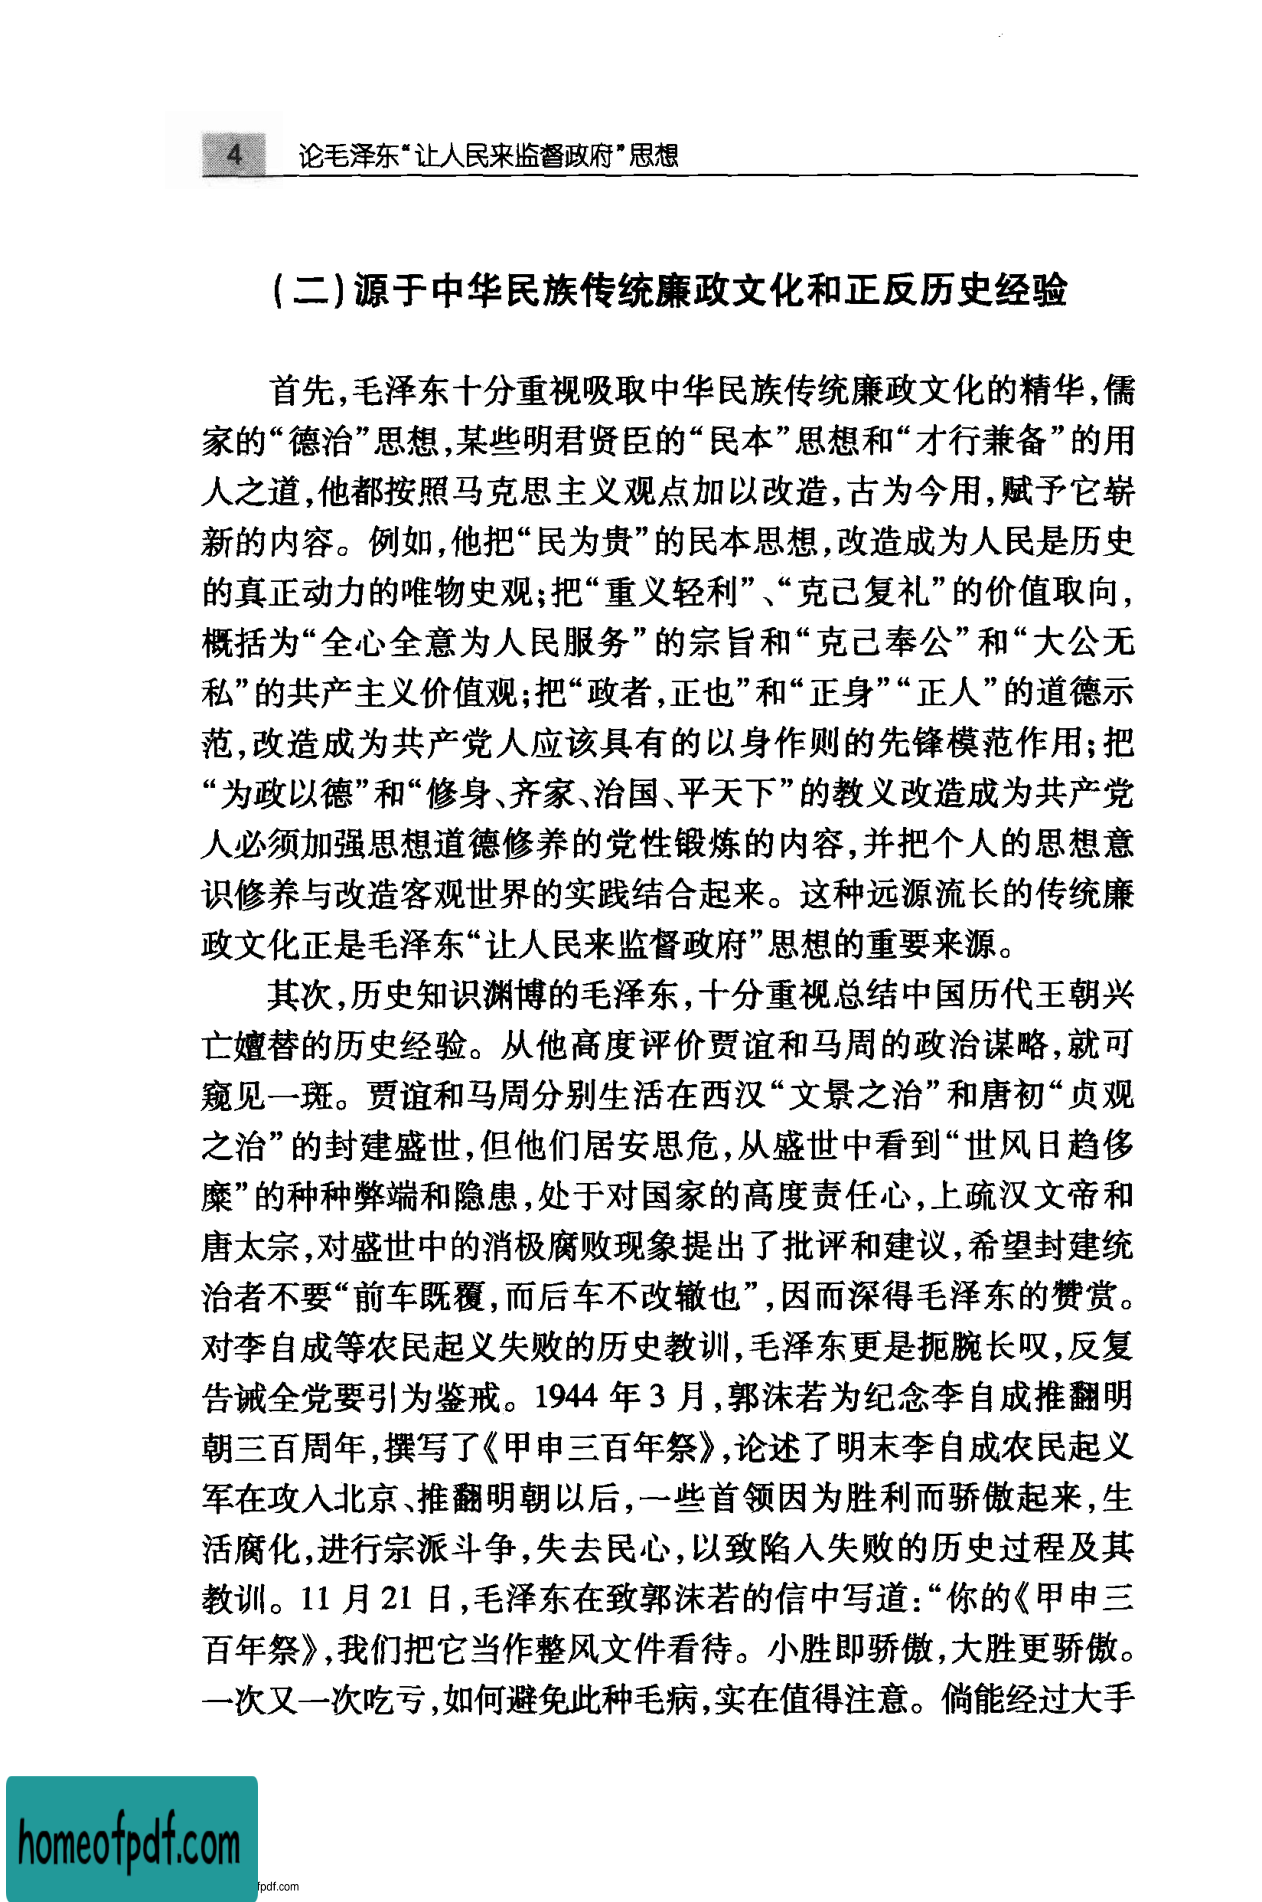 4 论毛泽东“让人民来监督政府”思想
(二)源于中华民族传统廉政文化和正反历史经验
首先,毛泽东十分重视吸取中华民族传统廉政文化的精华,儒
家的“德治”思想,某些明君贤臣的“民本”思想和“才行兼备”的用
人之道,他都按照马克思主义观点加以改造,古为今用,赋予它崭
新的内容。例如,他把“民为贵”的民本思想,改造成为人民是历史
的真正动力的唯物史观;把“重义轻利”、“克己复礼”的价值取向,
概括为“全心全意为人民服务”的宗旨和“克己奉公”和“大公无
私”的共产主义价值观;把“政者,正也”和“正身”“正人”的道德示
范,改造成为共产党人应该具有的以身作则的先锋模范作用;把
“为政以德”和“修身、齐家、治国、平天下”的教义改造成为共产党
人必须加强思想道德修养的党性锻炼的内容,并把个人的思想意
识修养与改造客观世界的实践结合起来。这种远源流长的传统廉
政文化正是毛泽东“让人民来监督政府”思想的重要来源。
其次,历史知识渊博的毛泽东,十分重视总结中国历代王朝兴
亡嬗替的历史经验。从他高度评价贾谊和马周的政治谋略,就可
窥见一斑。贾谊和马周分别生活在西汉“文景之治”和唐初“贞观
之治”的封建盛世,但他们居安思危,从盛世中看到“世风日趋侈
糜”的种种弊端和隐患,处于对国家的高度责任心,上疏汉文帝和
唐太宗,对盛世中的消极腐败现象提出了批评和建议,希望封建统
治者不要“前车既覆,而后车不改辙也”,因而深得毛泽东的赞赏。
对李自成等农民起义失败的历史教训,毛泽东更是扼腕长叹,反复
告诫全党要引为鉴戒。1944 年 3 月,郭沫若为纪念李自成推翻明
朝三百周年,撰写了《甲申三百年祭》,论述了明末李自成农民起义
军在攻入北京、推翻明朝以后,一些首领因为胜利而骄傲起来,生
活腐化,进行宗派斗争,失去民心,以致陷入失败的历史过程及其
教训。11 月 21 日,毛泽东在致郭沫若的信中写道:“你的《甲申三
百年祭》,我们把它当作整风文件看待。小胜即骄傲,大胜更骄傲。
一次又一次吃亏,如何避免此种毛病,实在值得注意。倘能经过大手
homeofpdf.com
fpdf.com